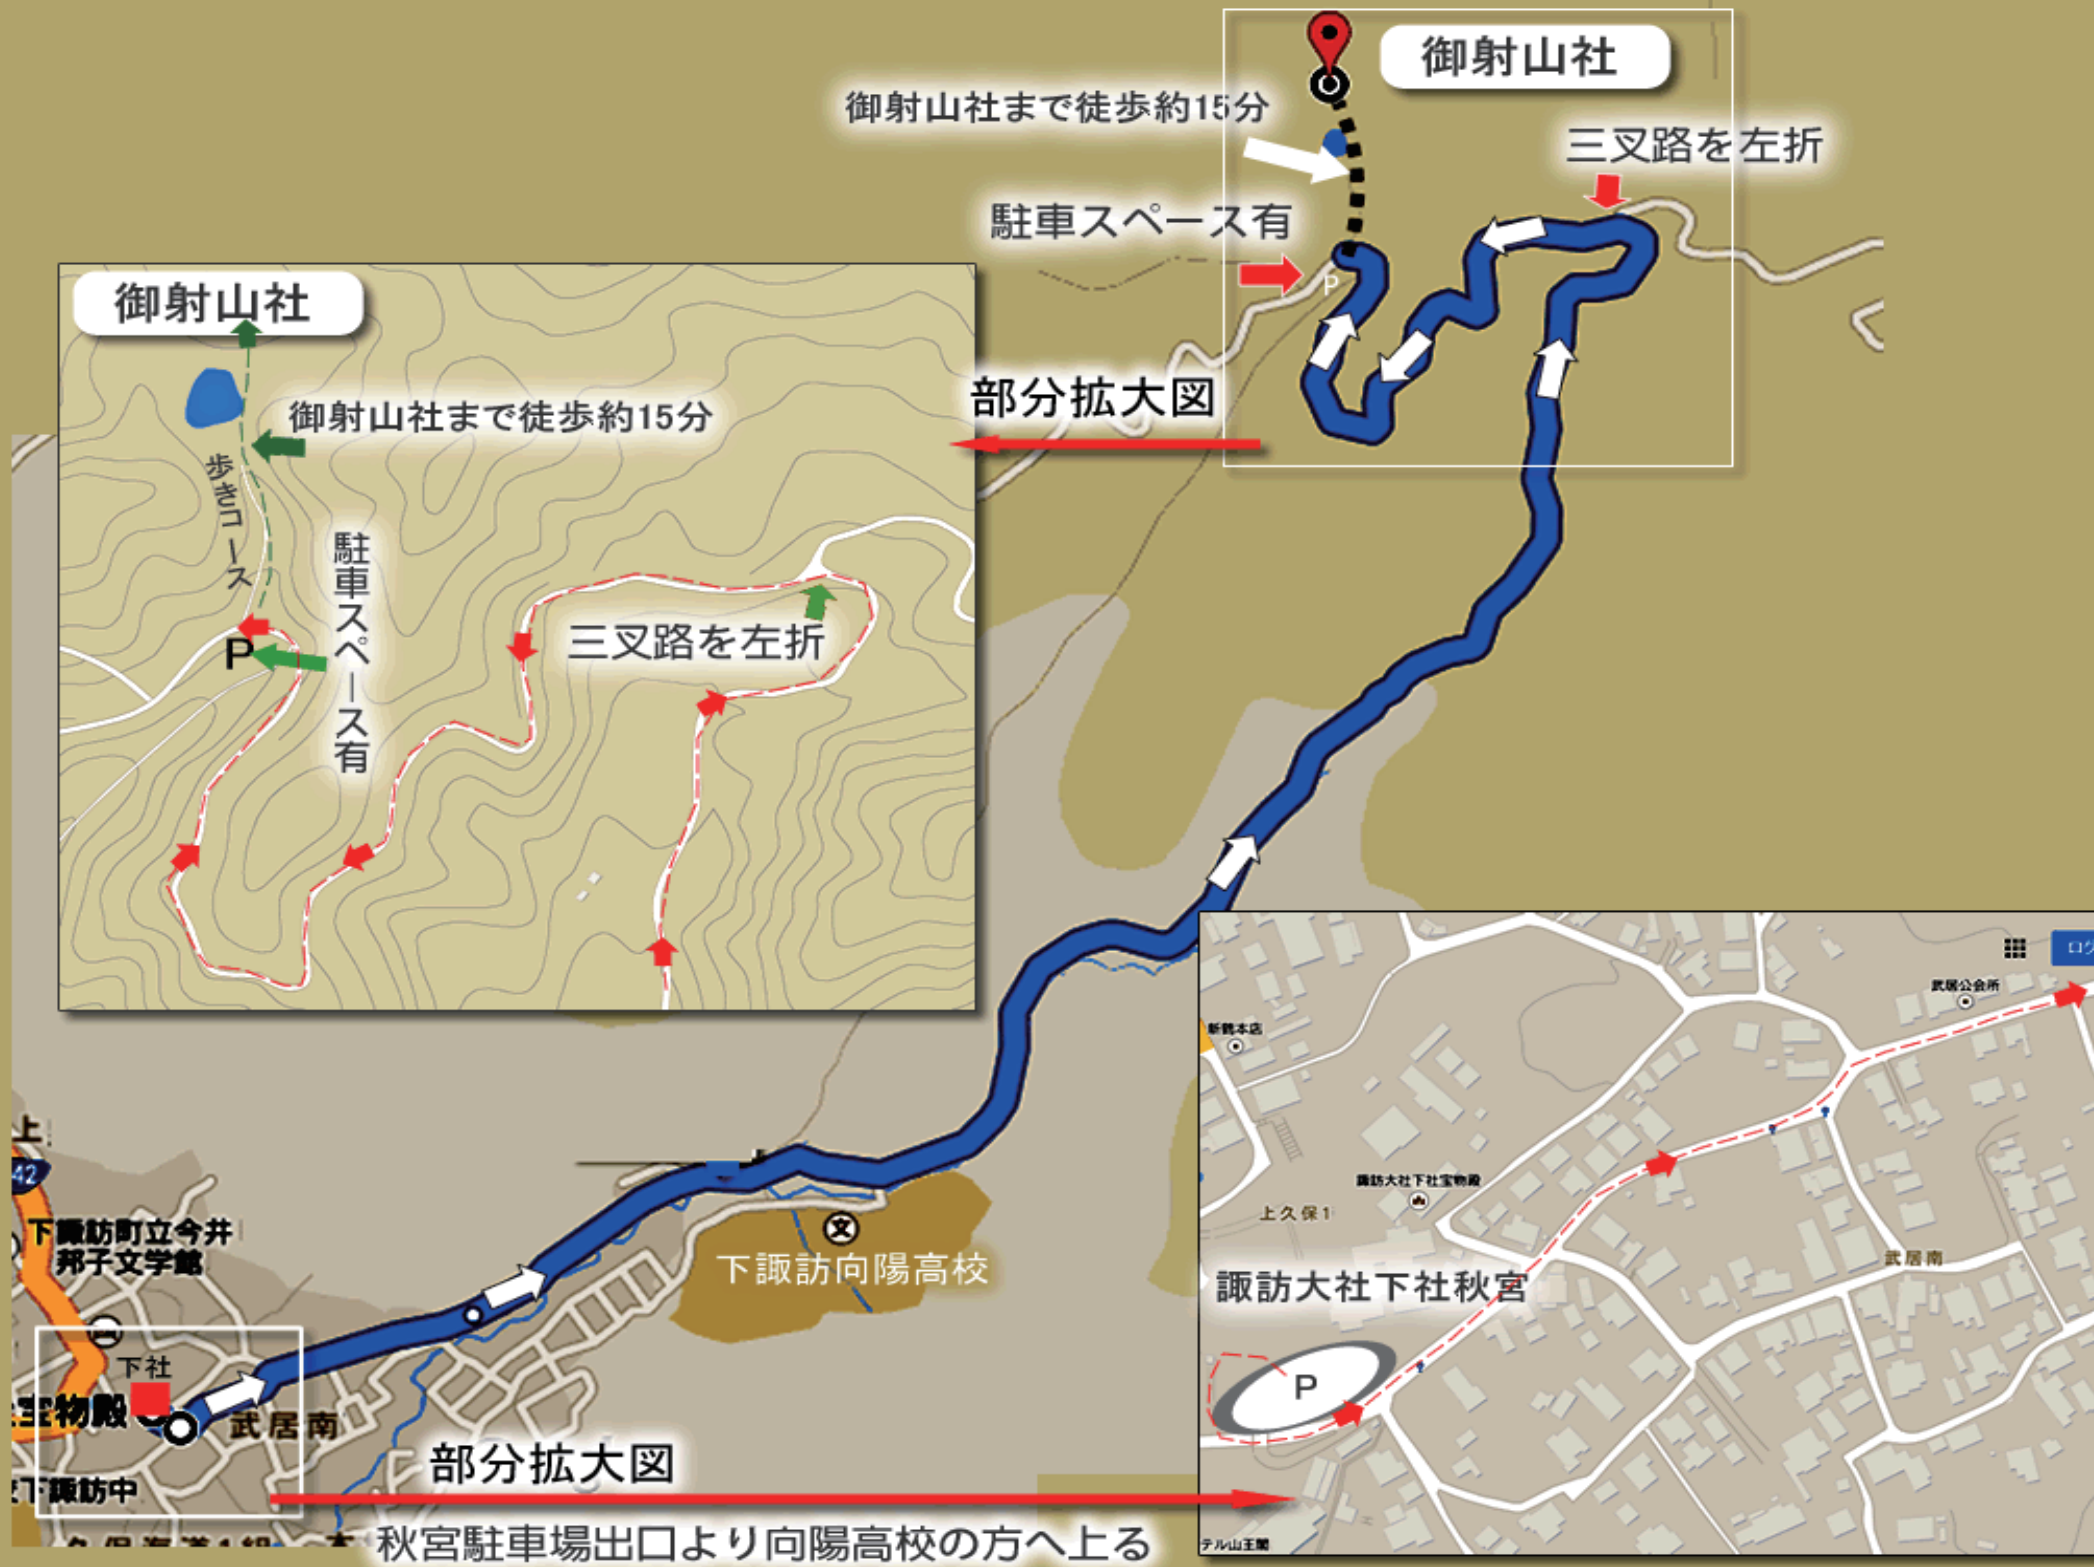 御射山社
御射山社まで徒歩約15分
三叉路を左折
駐車スペース有
P
部分拡大図
御射山社
御射山社まで徒歩約15分
歩きコース
駐車スペース有
三叉路を左折
P
上
42
下諏訪町立今井
邦子文学館
下社
宝物殿
武居南
下諏訪中
文
下諏訪向陽高校
部分拡大図
秋宮駐車場出口より向陽高校の方へ上る
武居公会所
新鶴本店
諏訪大社下社宝物殿
上久保1
武居南
諏訪大社下社秋宮
P
テル山王閣